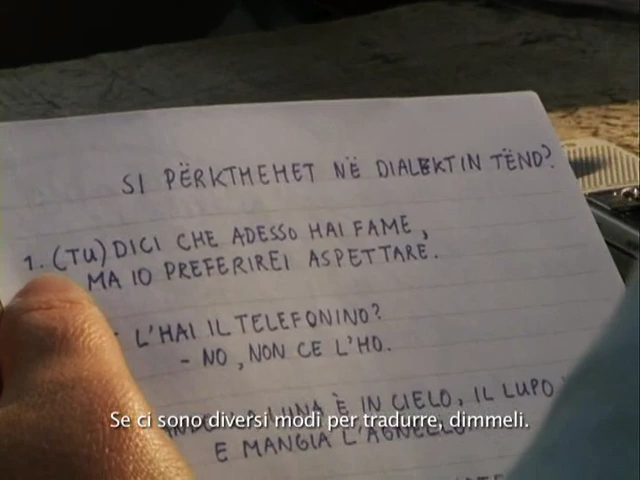 SI PËRKTHEHET NË DIALEKTIN TËND?
1. (TU) DICI CHE ADESSO HAI FAME,
MA IO PREFERIREI ASPETTARE.
- L'HAI IL TELEFONINO?
- NO, NON CE L'HO.
LUNA È IN CIELO, IL LUPO
Se ci sono diversi modi per tradurre, dimmeli.
E MANGIA L'AGNELLO